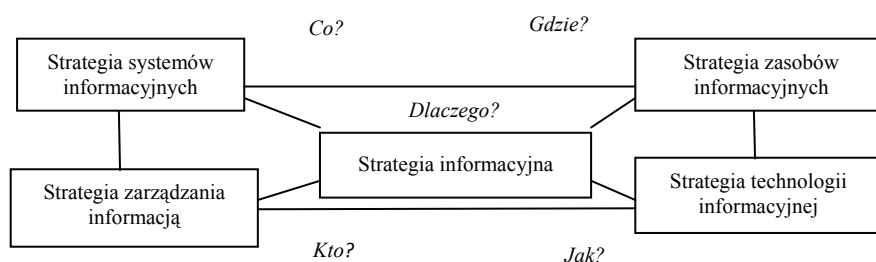 Co?
Gdzie?
Strategia systemów
informacyjnych
Strategia zasobów
informacyjnych
Dlaczego?
Strategia informacyjna
Strategia zarządzania
informacją
Strategia technologii
informacyjnej
Kto?
Jak?